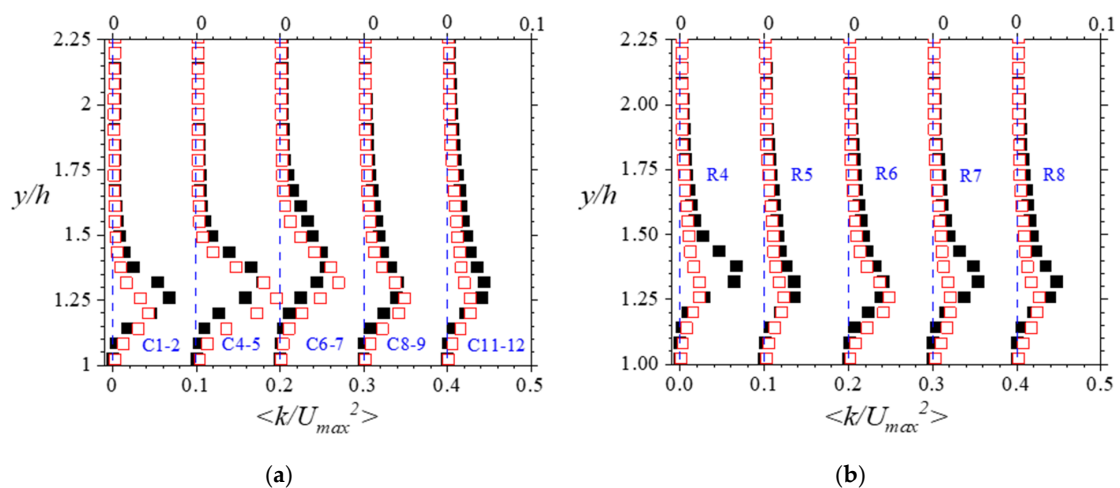 0 0 0 0 0 0.1
2.25
2
1.75
1.5
1.25
1
y/h
C1-2 C4-5 C6-7 C8-9 C11-12
0 0.1 0.2 0.3 0.4 0.5
<k/Umax²>
(a)
0 0 0 0 0 0.1
2.25
2.00
1.75
1.50
1.25
1.00
y/h
R4 R5 R6 R7 R8
0.0 0.1 0.2 0.3 0.4 0.5
<k/Umax²>
(b)